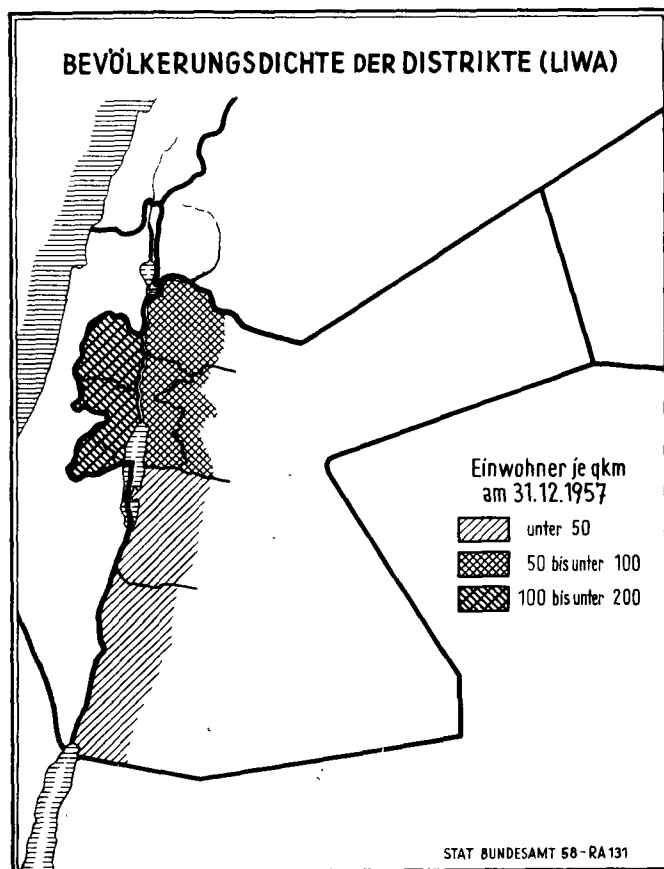 BEVÖLKERUNGSDICHTE DER DISTRIKTE (LIWA)
Einwohner je qkm
am 31.12.1957
unter 50
50 bis unter 100
100 bis unter 200
STAT BUNDESAMT 58-RA 131